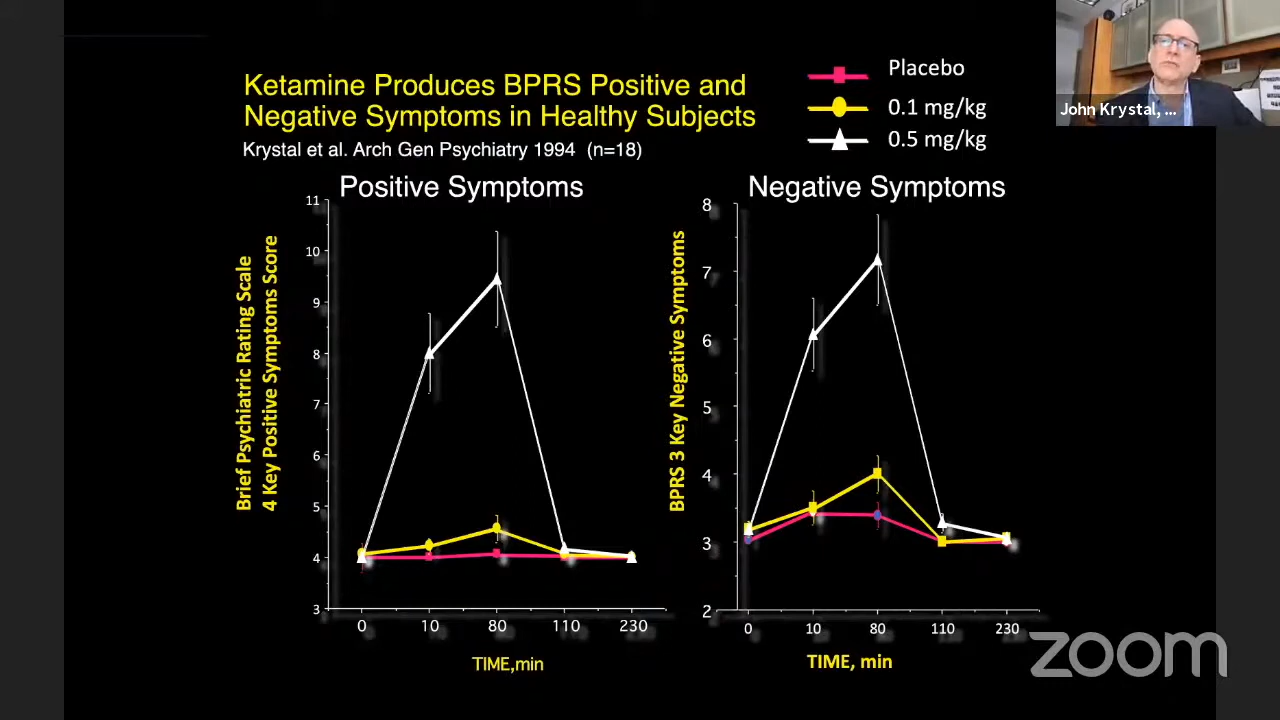 Ketamine Produces BPRS Positive and
Negative Symptoms in Healthy Subjects
Krystal et al. Arch Gen Psychiatry 1994 (n=18)
Placebo
0.1 mg/kg
0.5 mg/kg
John Krystal, ...
Positive Symptoms
Brief Psychiatric Rating Scale
4 Key Positive Symptoms Score
11
10
9
8
7
6
5
4
3
0 10 80 110 230
TIME,min
Negative Symptoms
BPRS 3 Key Negative Symptoms
8
7
6
5
4
3
2
0 10 80 110 230
TIME, min
zoom